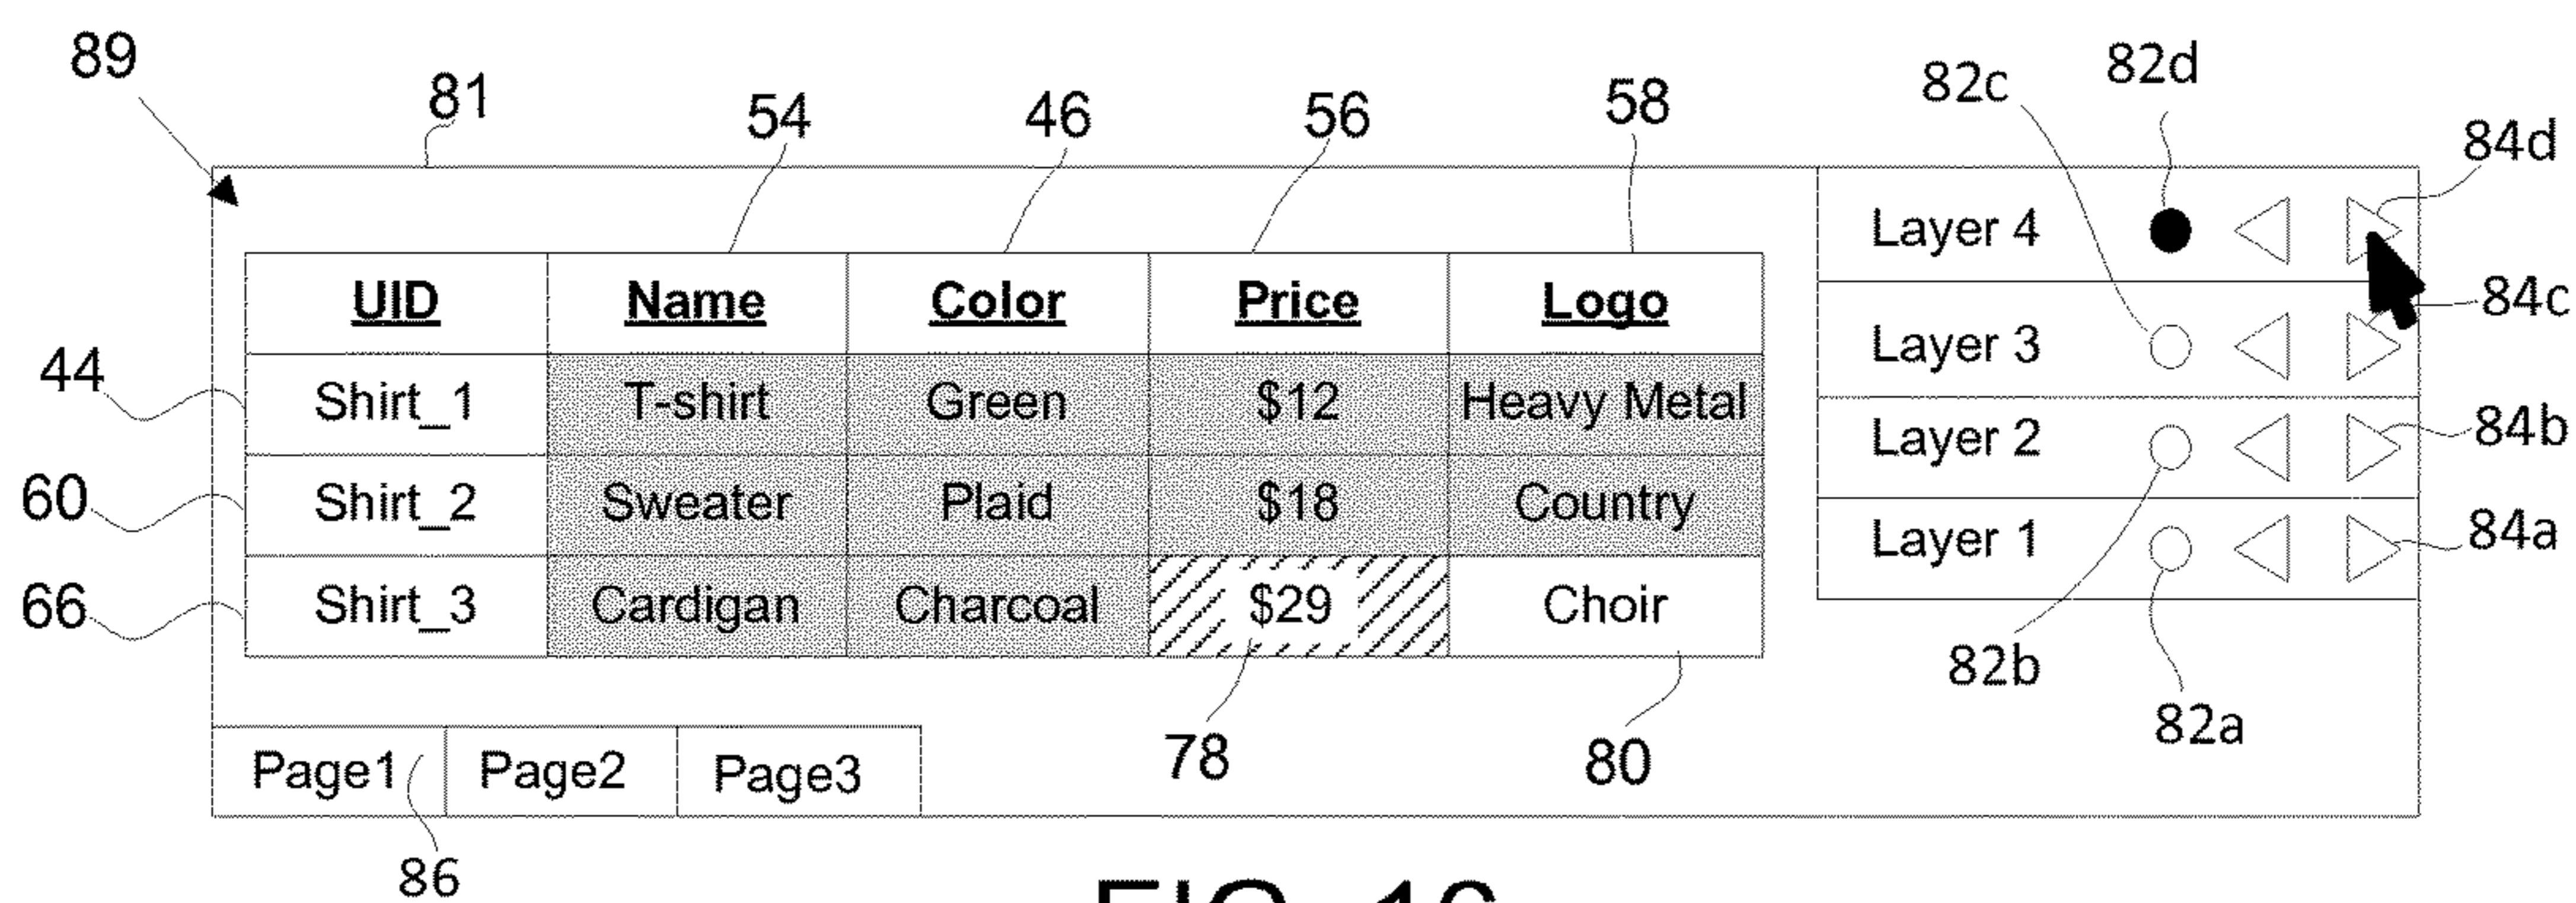 89
81
54
46
56
58
82c
82d
84d
UID Name Color Price Logo
44 Shirt_1 T-shirt Green $12 Heavy Metal
60 Shirt_2 Sweater Plaid $18 Country
66 Shirt_3 Cardigan Charcoal $29 Choir
Layer 4
84c
Layer 3
Layer 2 84b
Layer 1 84a
82b
82a
78
80
Page1 Page2 Page3
86